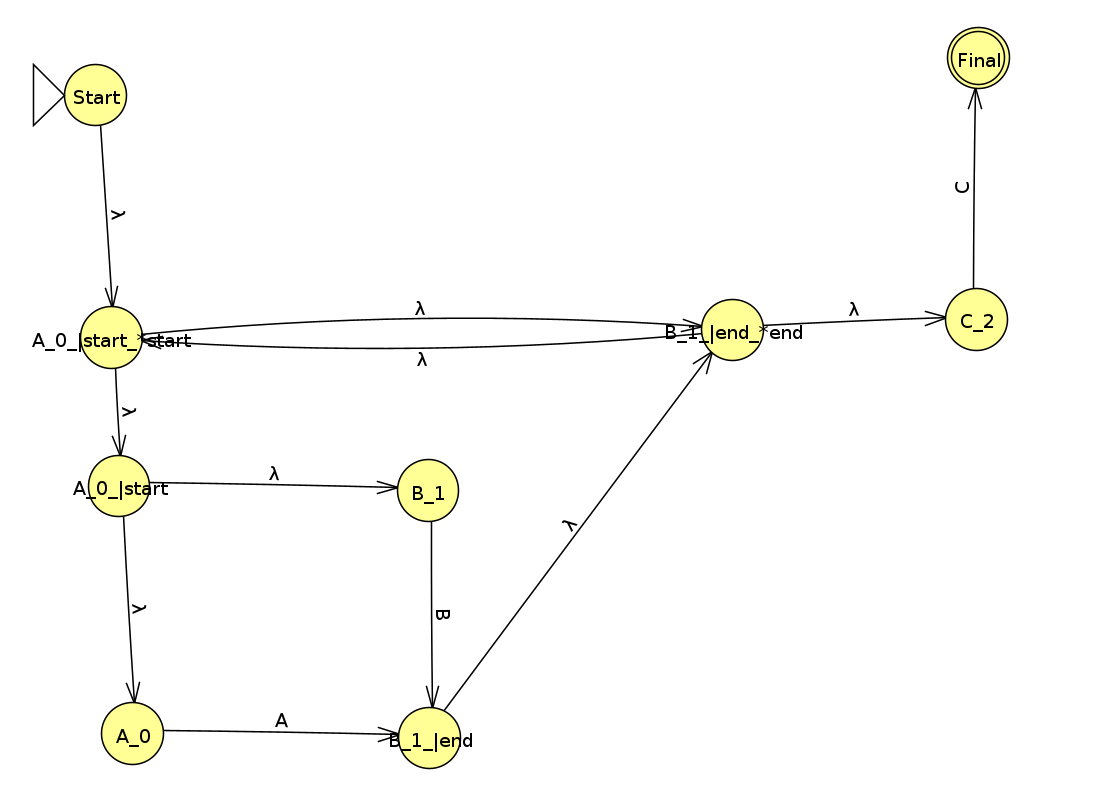 Final
Start
λ
C
λ
λ
C_2
A_0_|start_*start
B_1_|end_*end
λ
λ
λ
A_0_|start
B_1
λ
λ
B
A
A_0
B_1_|end